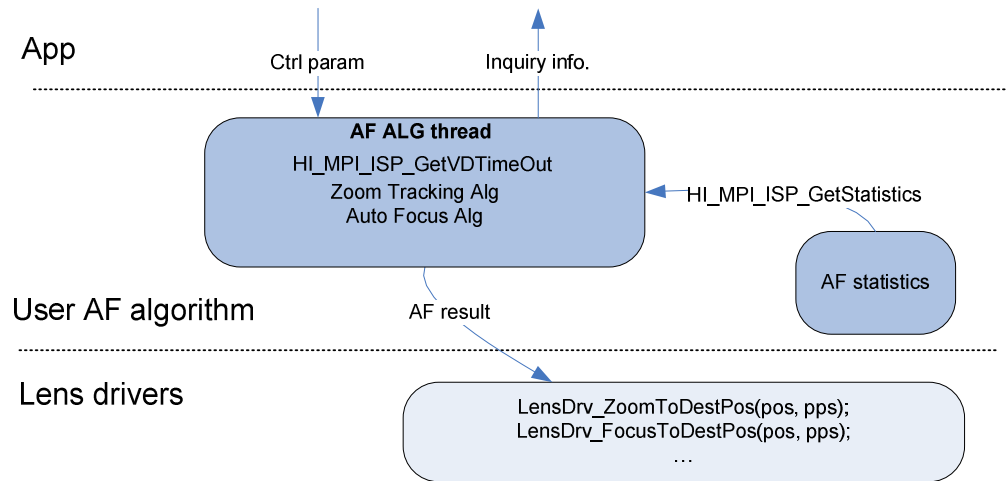 App
Ctrl param
Inquiry info.
AF ALG thread
HI_MPI_ISP_GetVDTimeOut
Zoom Tracking Alg
Auto Focus Alg
HI_MPI_ISP_GetStatistics
AF statistics
User AF algorithm
AF result
Lens drivers
LensDrv_ZoomToDestPos(pos, pps);
LensDrv_FocusToDestPos(pos, pps);
…